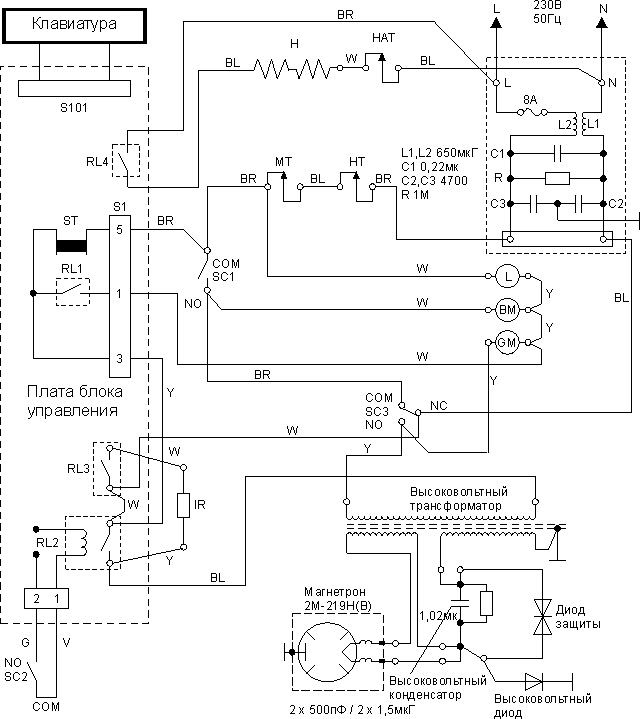 Клавиатура
S101
BR
H
HAT
BL
W
BL
L
230В
50Гц
N
L
N
8A
L2
L1
RL4
L1,L2 650мкГ
C1 0,22мк
C2,C3 4700
R 1M
C1
R
C3
C2
BR
MT
BL
HT
BR
ST
S1
5
BR
RL1
1
3
COM
SC1
NO
W
L
Y
W
BM
Y
W
GM
BL
Плата блока
управления
Y
BR
Y
COM
SC3
NO
NC
W
Y
RL3
W
W
IR
RL2
Y
BL
Высоковольтный
трансформатор
2
1
G
V
NO
SC2
COM
Магнетрон
2М-219Н(В)
1,02мк
Диод
защиты
Высоковольтный
конденсатор
Высоковольтный
диод
2 x 500пФ / 2 x 1,5мкГ